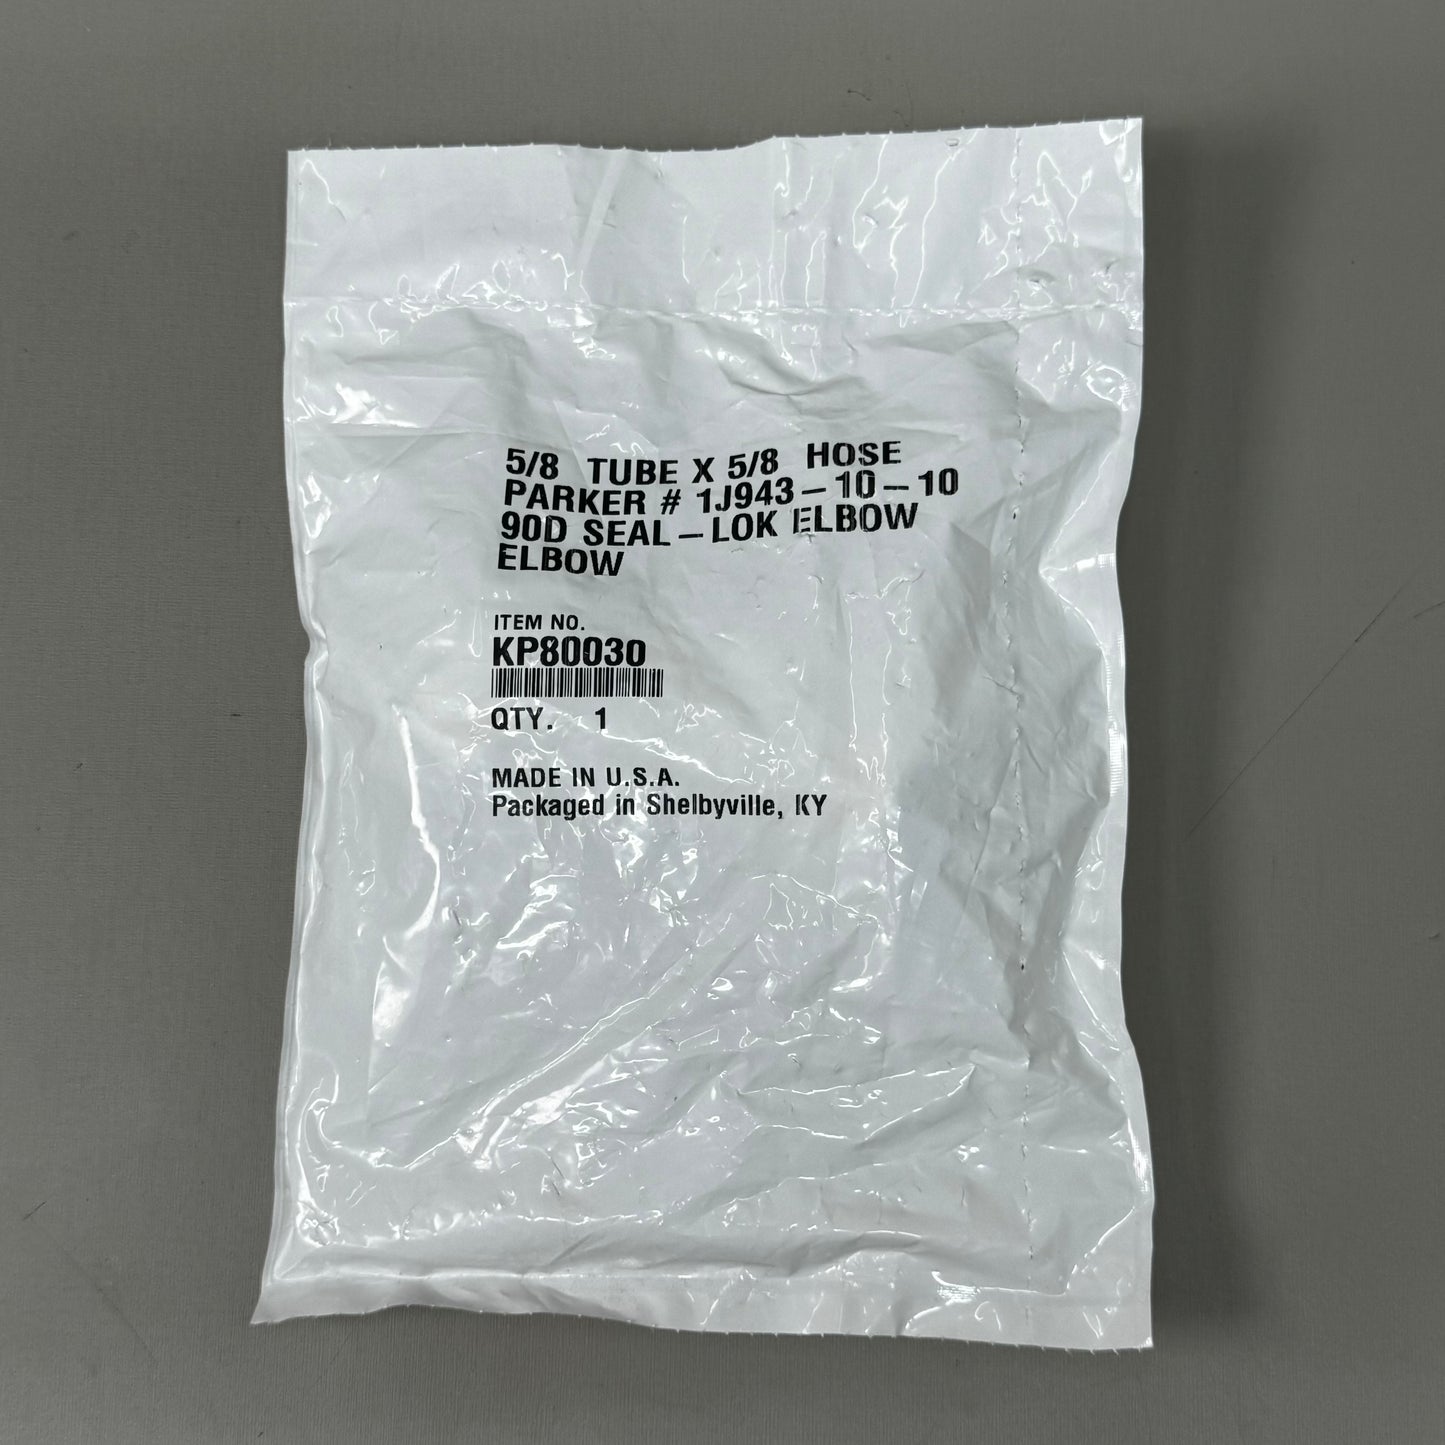 5/8 TUBE X 5/8 HOSE
PARKER # 1J943-10-10
90D SEAL-LOK ELBOW
ELBOW
ITEM NO.
KP80030
QTY. 1
MADE IN U.S.A.
Packaged in Shelbyville, KY